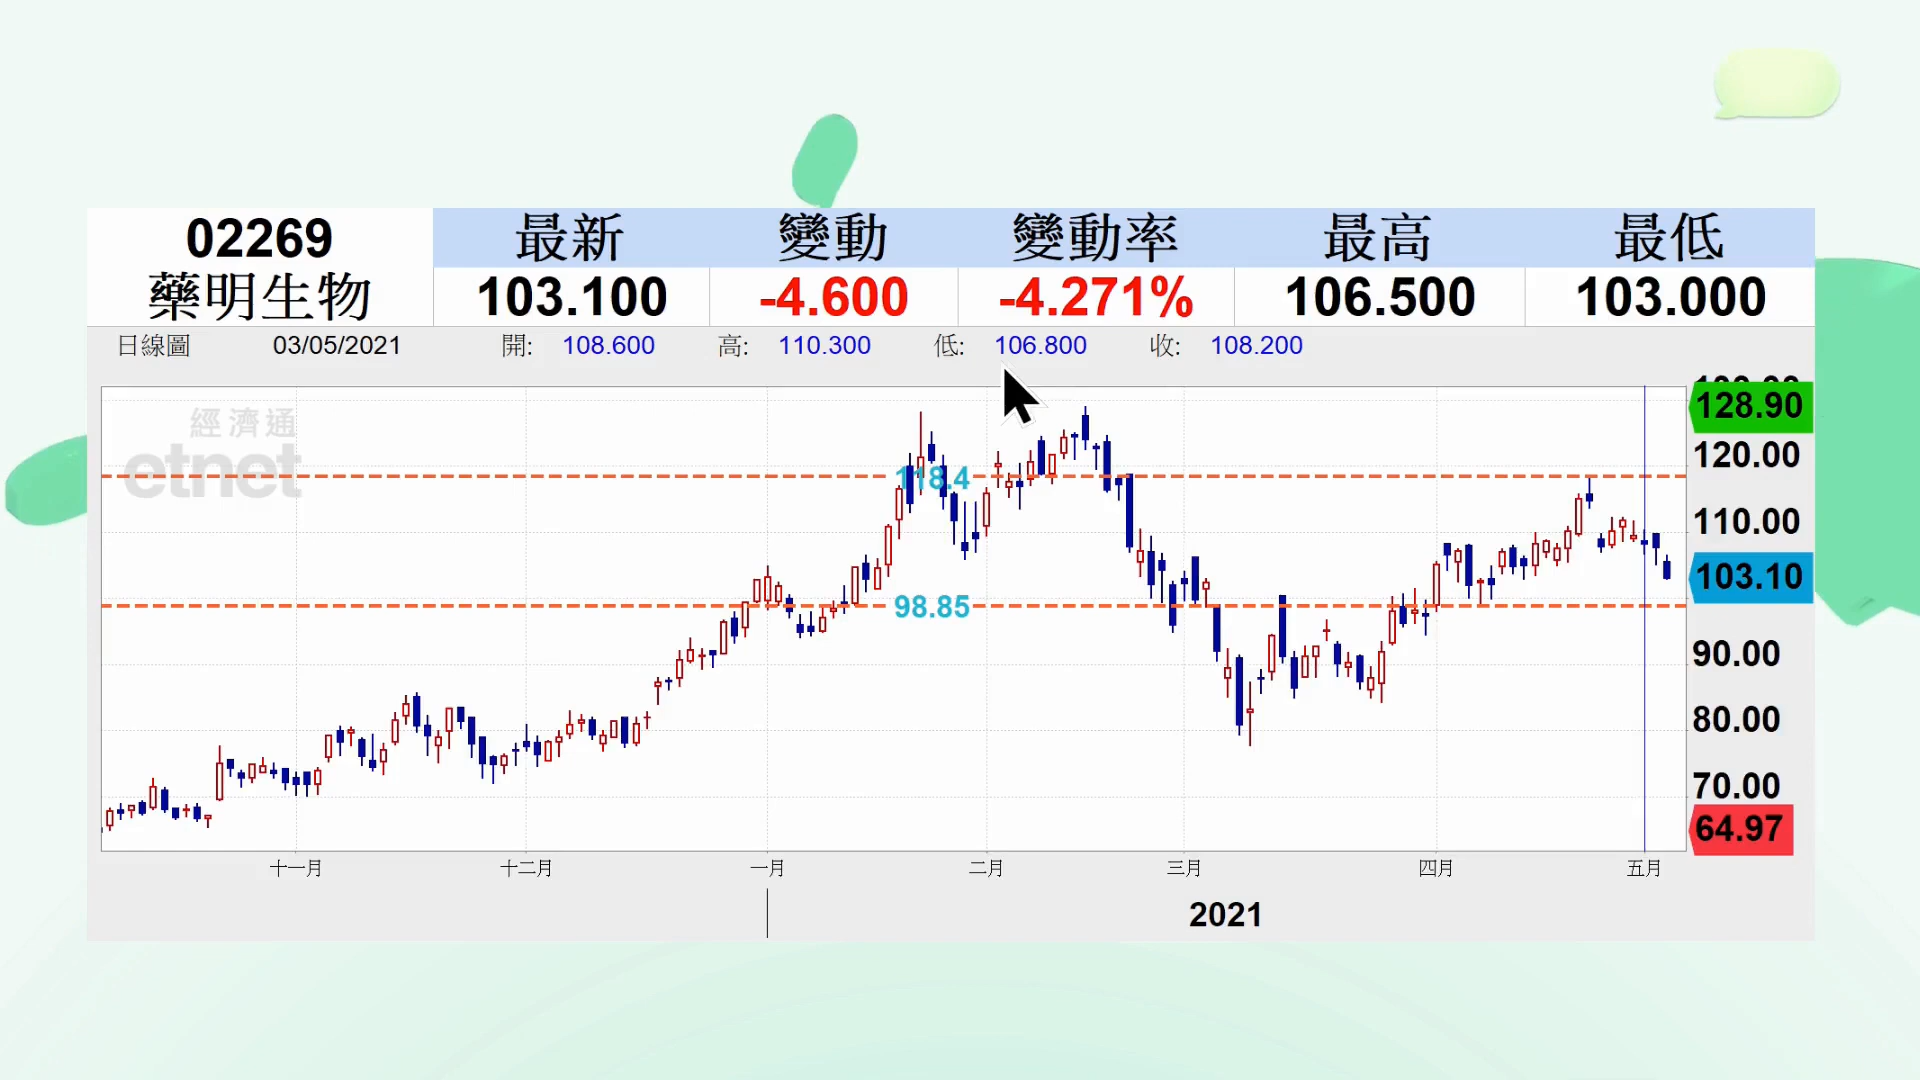 02269 最新 變動 變動率 最高 最低
藥明生物 103.100 -4.600 -4.271% 106.500 103.000
日線圖 03/05/2021 開: 108.600 高: 110.300 低: 106.800 收: 108.200
經濟通
etnet
128.90
120.00
118.4
110.00
103.10
98.85
90.00
80.00
70.00
64.97
十一月 十二月 一月 二月 三月 四月 五月
2021